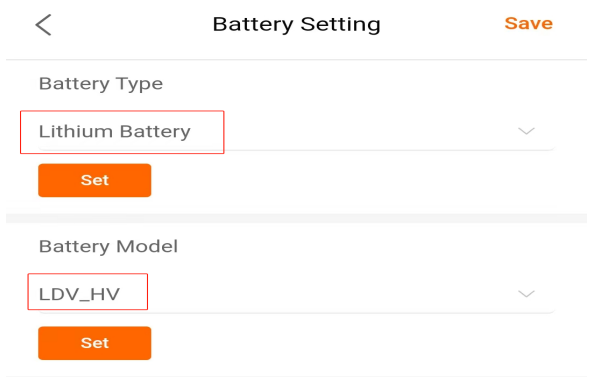 Battery Setting
Save
Battery Type
Lithium Battery
Set
Battery Model
LDV_HV
Set